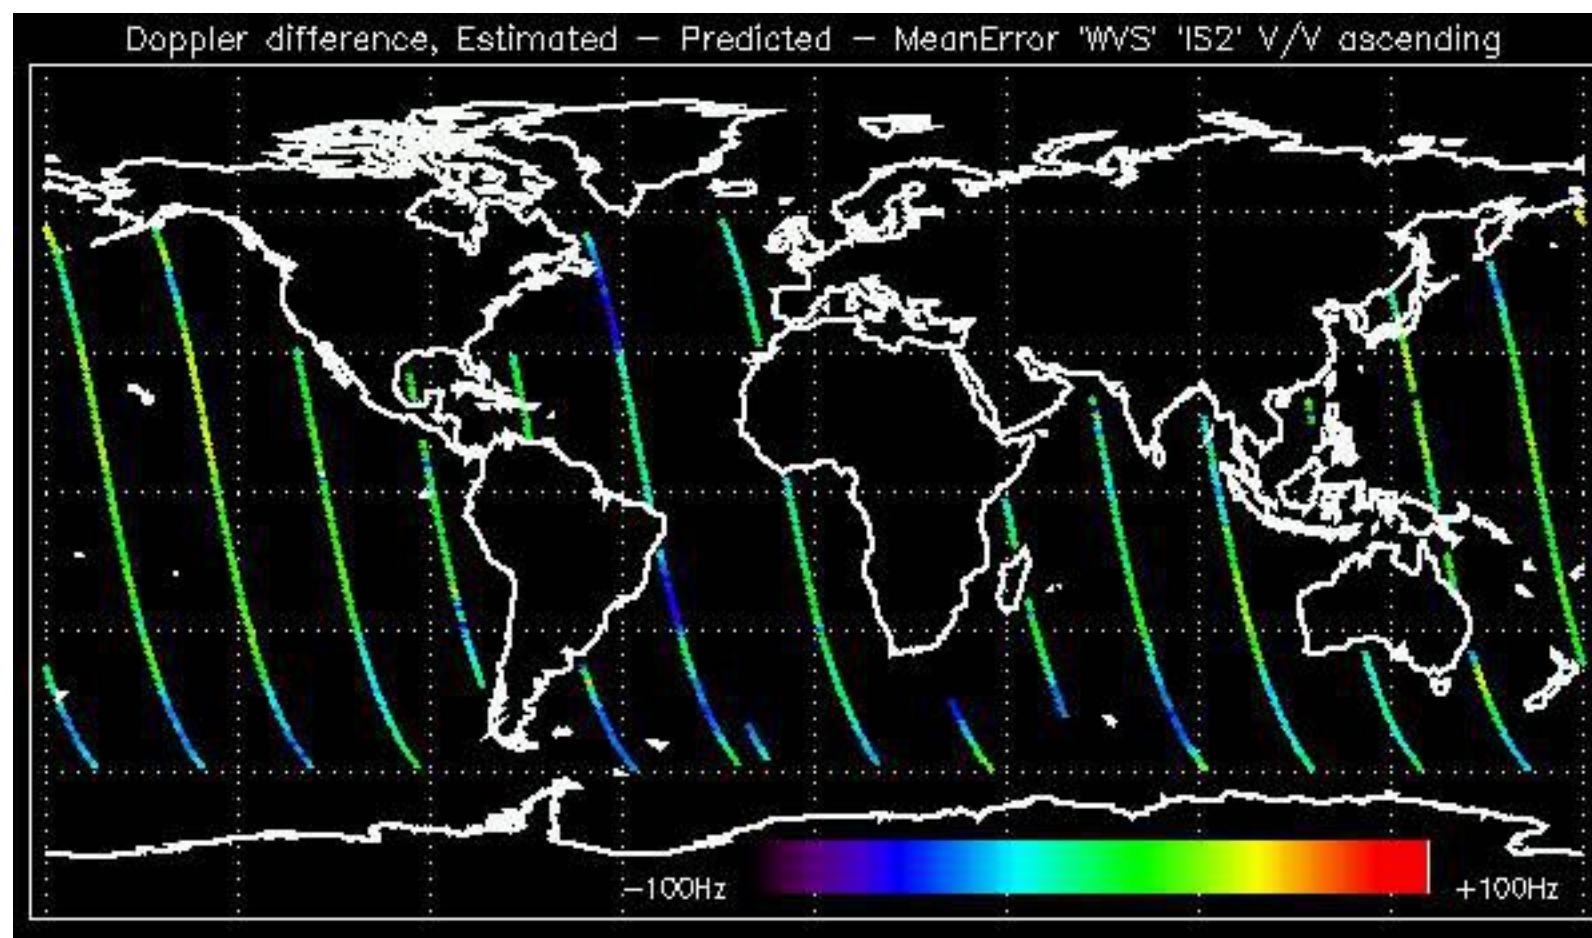 Doppler difference, Estimated – Predicted – MeanError 'WVS' 'IS2' V/V ascending
–100Hz
+100Hz